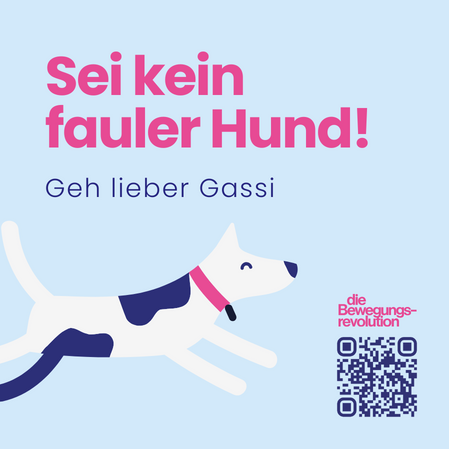 Sei kein
fauler Hund!
Geh lieber Gassi
die
Bewegungs-
revolution